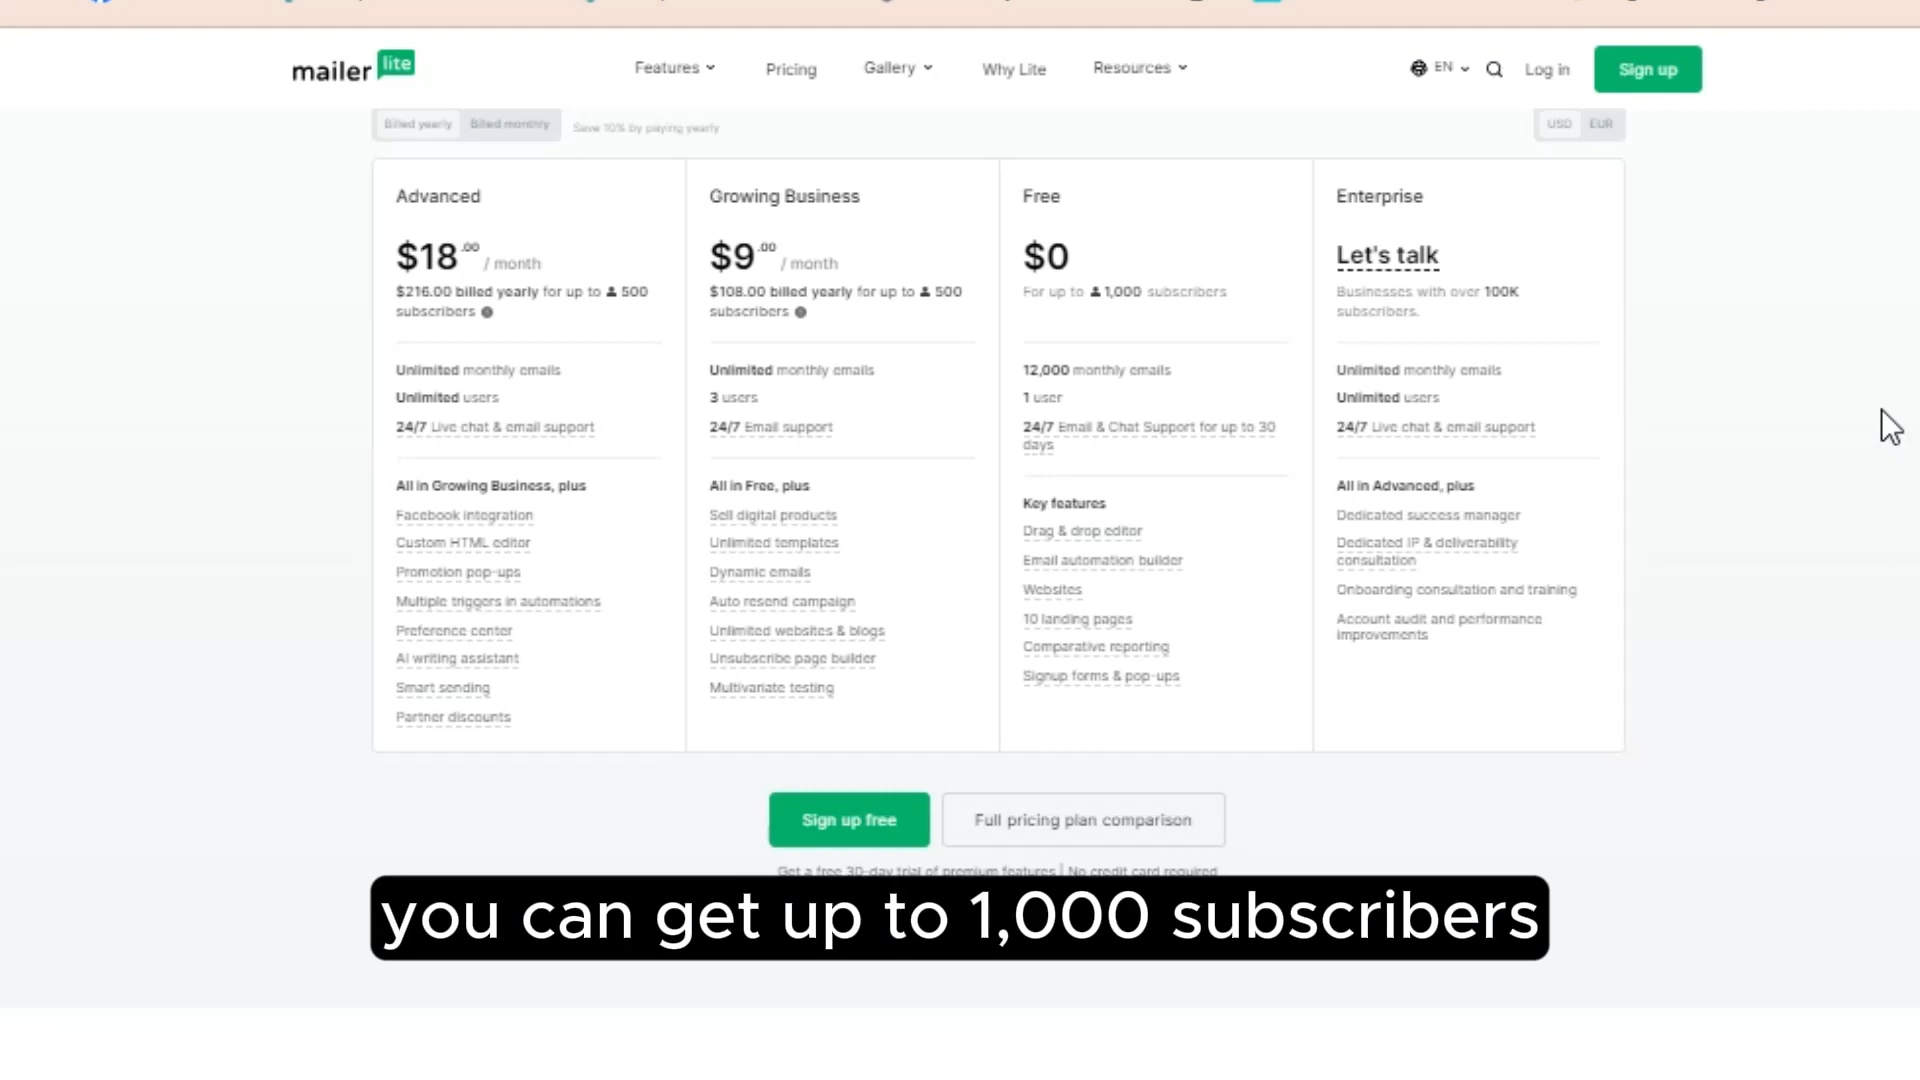 mailer lite
Features
Pricing
Gallery
Why Lite
Resources
EN
Log in
Sign up
Billed yearly
Billed monthly
Save 10% by paying yearly
USD
EUR
Advanced
$18.00 / month
$216.00 billed yearly for up to 500
subscribers
Unlimited monthly emails
Unlimited users
24/7 Live chat & email support
All in Growing Business, plus
Facebook integration
Custom HTML editor
Promotion pop-ups
Multiple triggers in automations
Preference center
AI writing assistant
Smart sending
Partner discounts
Growing Business
$9.00 / month
$108.00 billed yearly for up to 500
subscribers
Unlimited monthly emails
3 users
24/7 Email support
All in Free, plus
Sell digital products
Unlimited templates
Dynamic emails
Auto resend campaign
Unlimited websites & blogs
Unsubscribe page builder
Multivariate testing
Free
$0
For up to 1,000 subscribers
12,000 monthly emails
1 user
24/7 Email & Chat Support for up to 30
days
Key features
Drag & drop editor
Email automation builder
Websites
10 landing pages
Comparative reporting
Signup forms & pop-ups
Enterprise
Let's talk
Businesses with over 100K
subscribers.
Unlimited monthly emails
Unlimited users
24/7 Live chat & email support
All in Advanced, plus
Dedicated success manager
Dedicated IP & deliverability
consultation
Onboarding consultation and training
Account audit and performance
improvements
Sign up free
Full pricing plan comparison
Get a free 30-day trial of premium features | No credit card required
you can get up to 1,000 subscribers